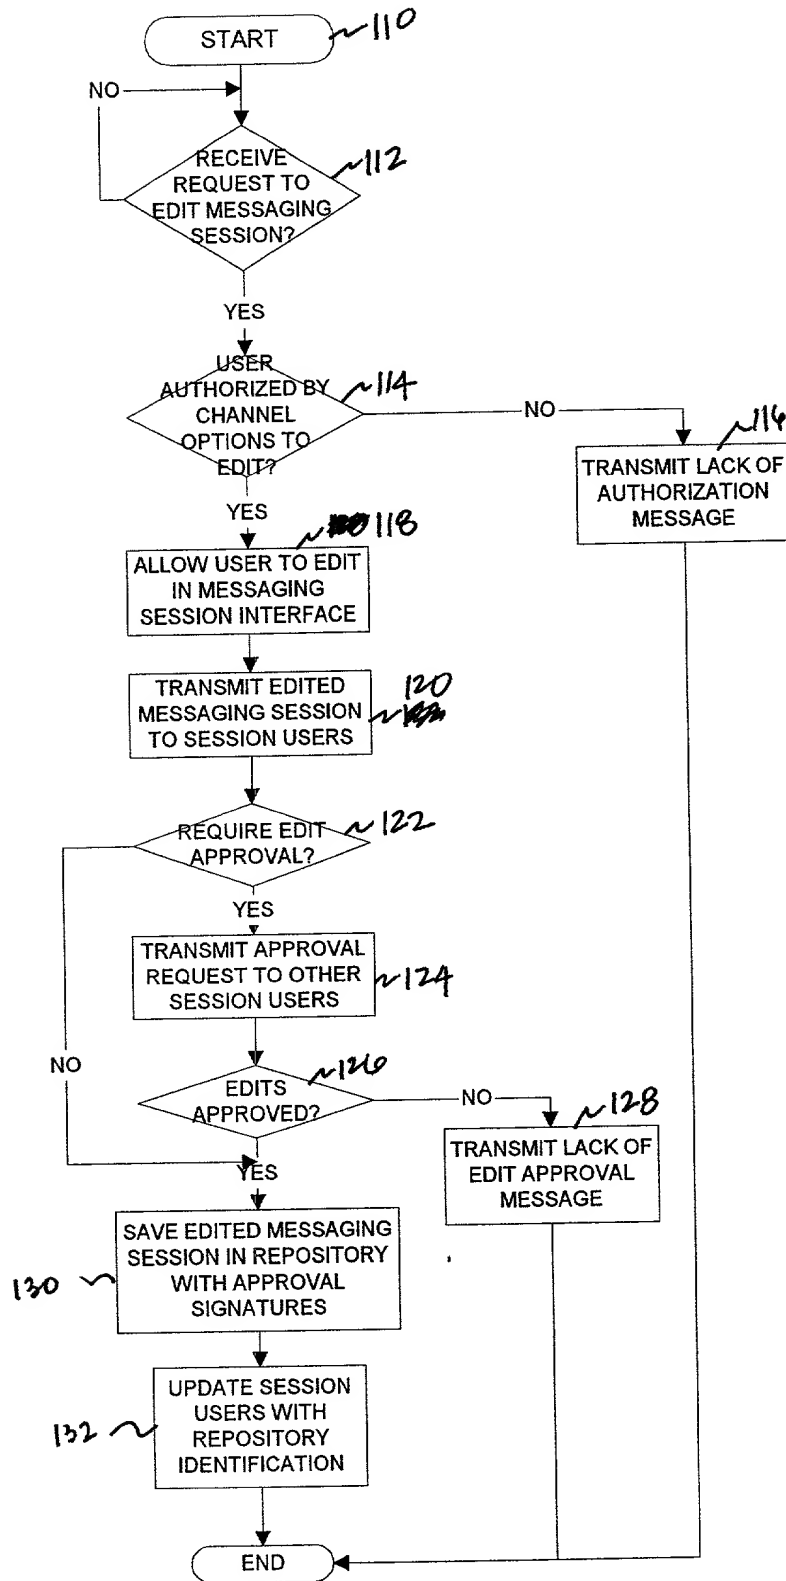 START
110
NO
RECEIVE
REQUEST TO
EDIT MESSAGING
SESSION?
112
YES
USER
AUTHORIZED BY
CHANNEL
OPTIONS TO
EDIT?
114
NO
116
TRANSMIT LACK OF
AUTHORIZATION
MESSAGE
YES
118
ALLOW USER TO EDIT
IN MESSAGING
SESSION INTERFACE
TRANSMIT EDITED
MESSAGING SESSION
TO SESSION USERS
120
REQUIRE EDIT
APPROVAL?
122
YES
TRANSMIT APPROVAL
REQUEST TO OTHER
SESSION USERS
124
NO
EDITS
APPROVED?
126
NO
128
TRANSMIT LACK OF
EDIT APPROVAL
MESSAGE
YES
SAVE EDITED MESSAGING
SESSION IN REPOSITORY
WITH APPROVAL
SIGNATURES
130
UPDATE SESSION
USERS WITH
REPOSITORY
IDENTIFICATION
132
END